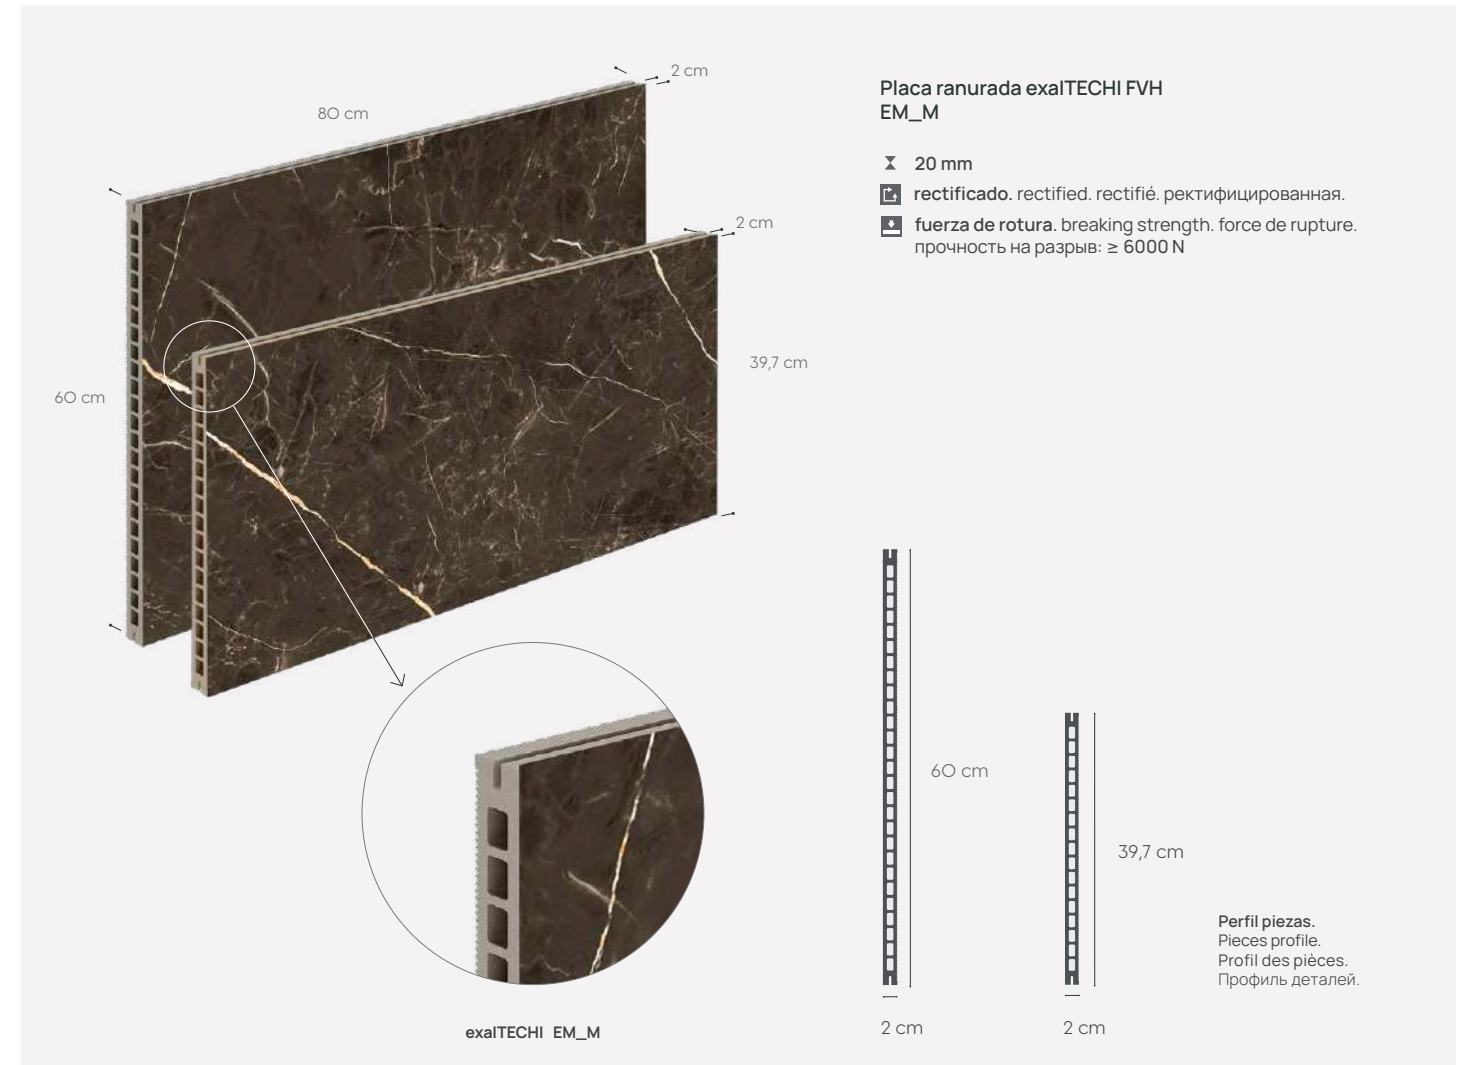 2 cm
80 cm
2 cm
39,7 cm
60 cm
Placa ranurada exalTECHI FVH
EM_M
20 mm
rectificado. rectified. rectifié. ректифицированная.
fuerza de rotura. breaking strength. force de rupture.
прочность на разрыв: ≥ 6000 N
60 cm
39,7 cm
Perfil piezas.
Pieces profile.
Profil des pièces.
Профиль деталей.
2 cm
2 cm
exalTECHI EM_M